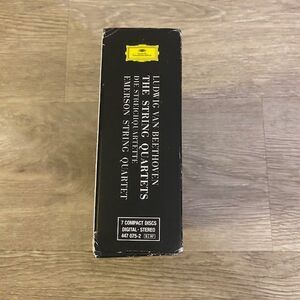 LUDWIG VAN BEETHOVEN
THE STRING QUARTETS
DIE STREICHQUARTETTE
EMERSON STRING QUARTET
7 COMPACT DISCS
DIGITAL · STEREO
447 075-2